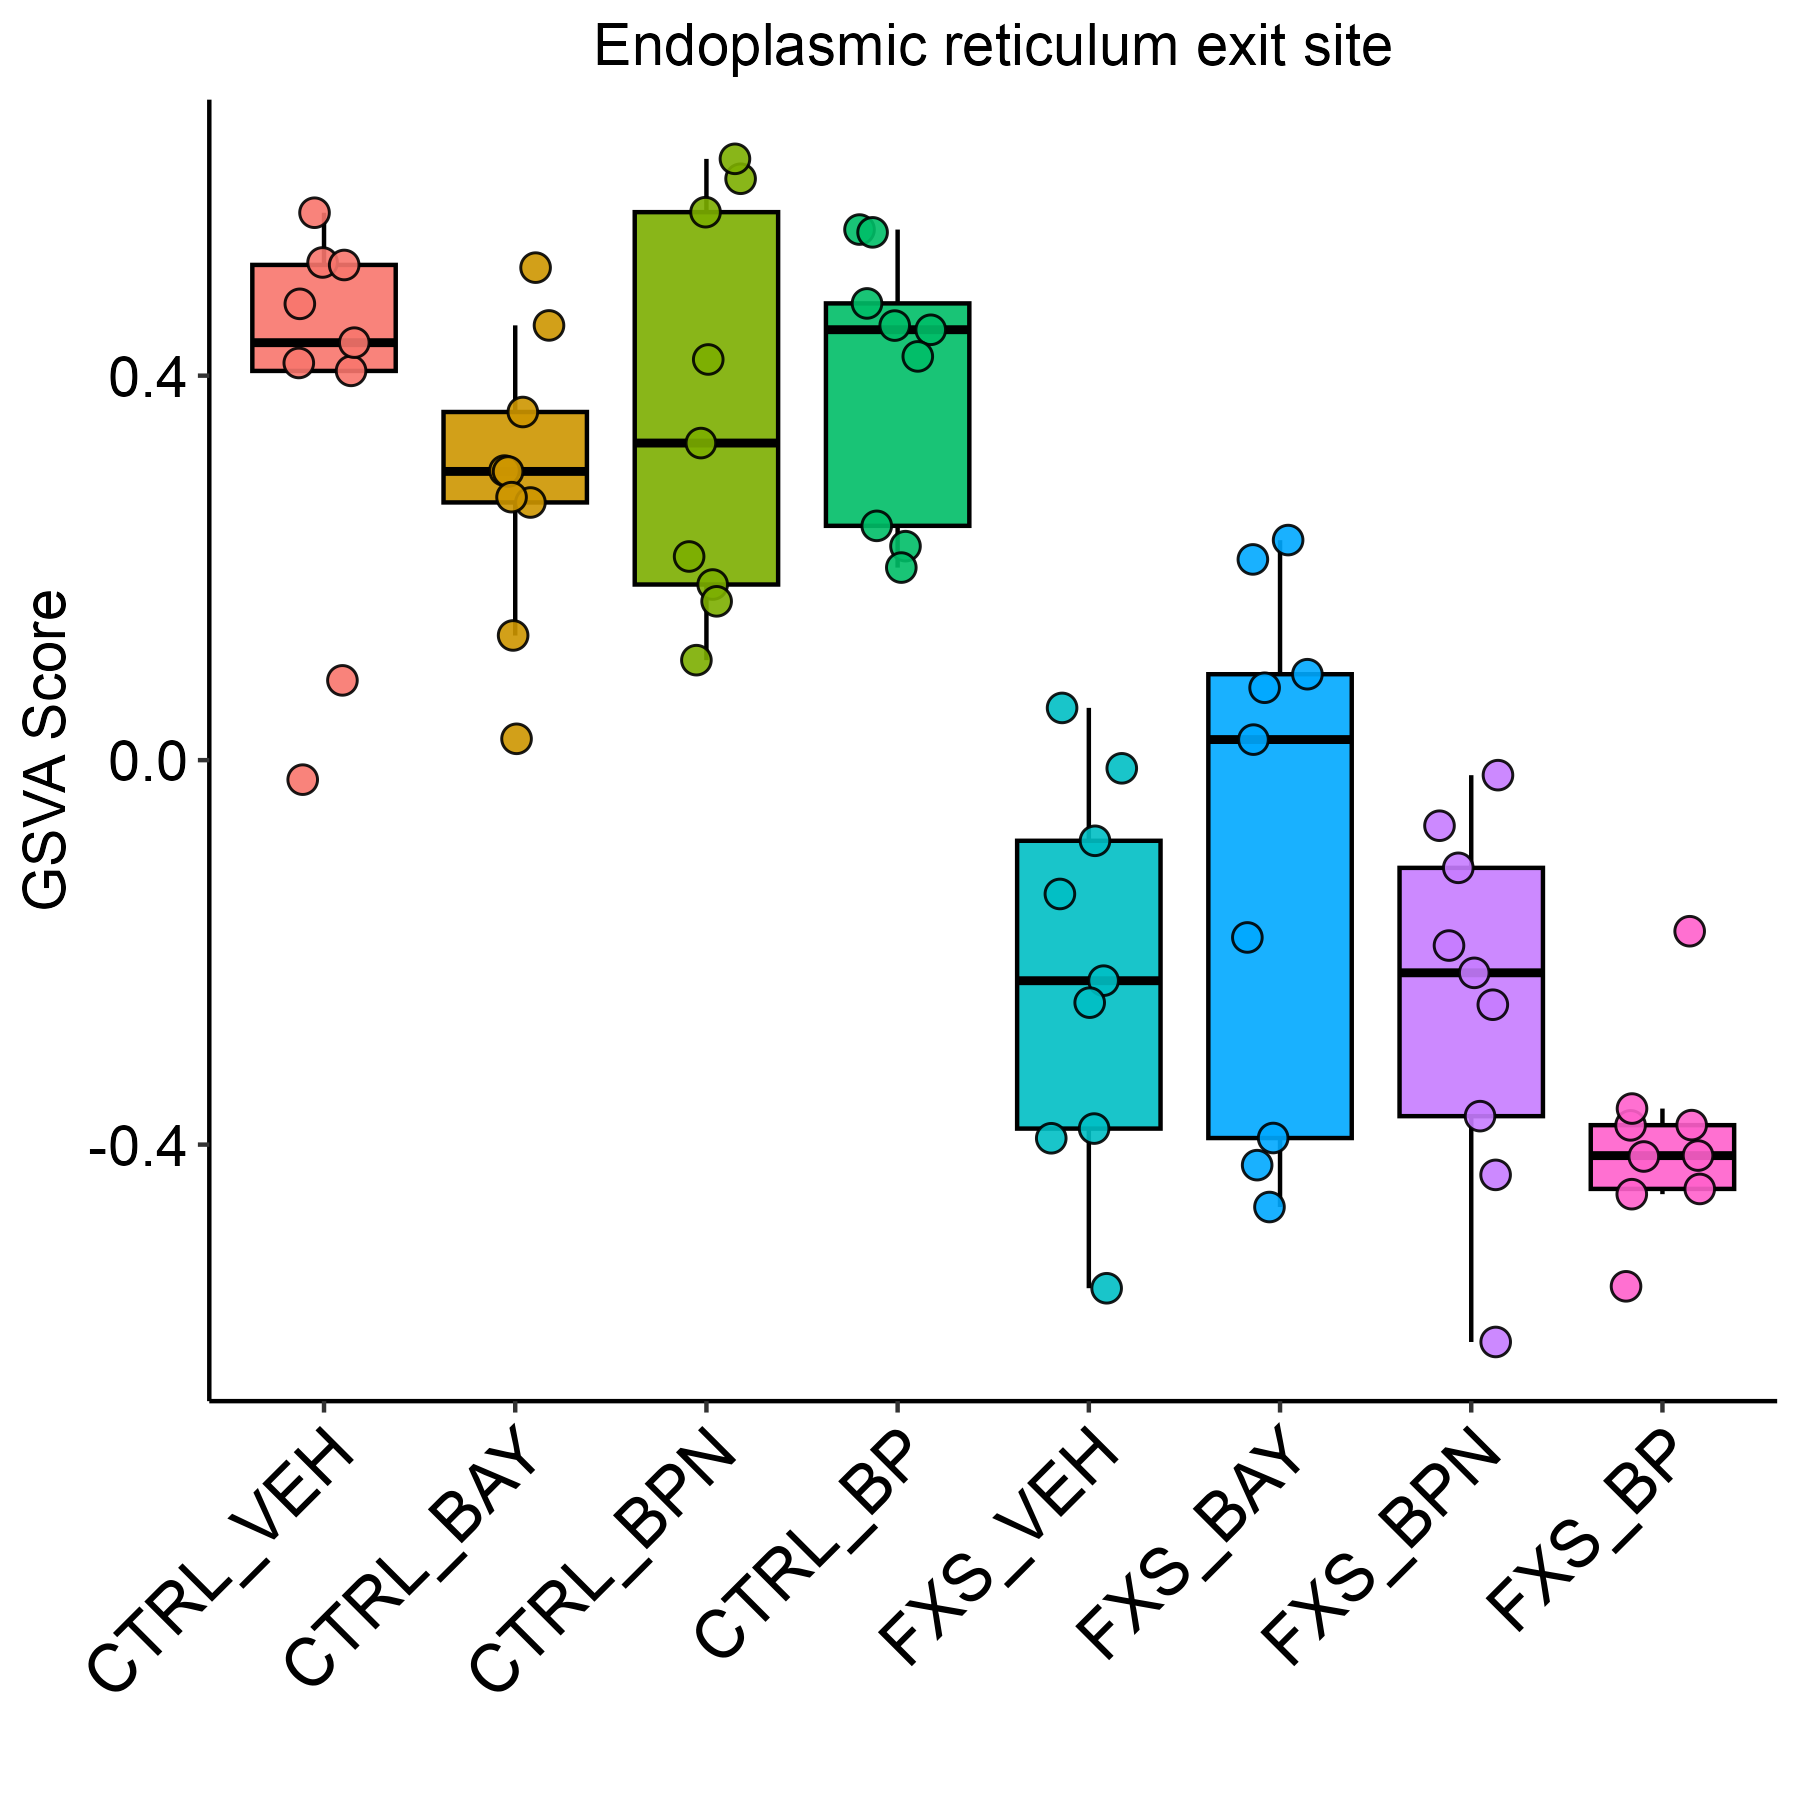 Endoplasmic reticulum exit site
GSVA Score
0.4
0.0
-0.4
CTRL_VEH
CTRL_BAY
CTRL_BPN
CTRL_BP
FXS_VEH
FXS_BAY
FXS_BPN
FXS_BP